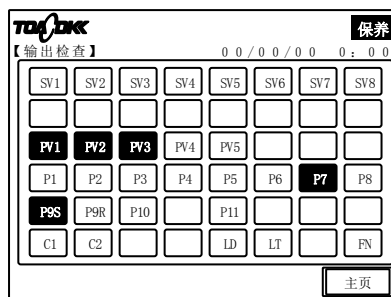 TOADKK 保养
【输出检查】 00/00/00 0:00
SV1 SV2 SV3 SV4 SV5 SV6 SV7 SV8
PV1 PV2 PV3 PV4 PV5
P1 P2 P3 P4 P5 P6 P7 P8
P9S P9R P10 P11
C1 C2 LD LT FN
主页